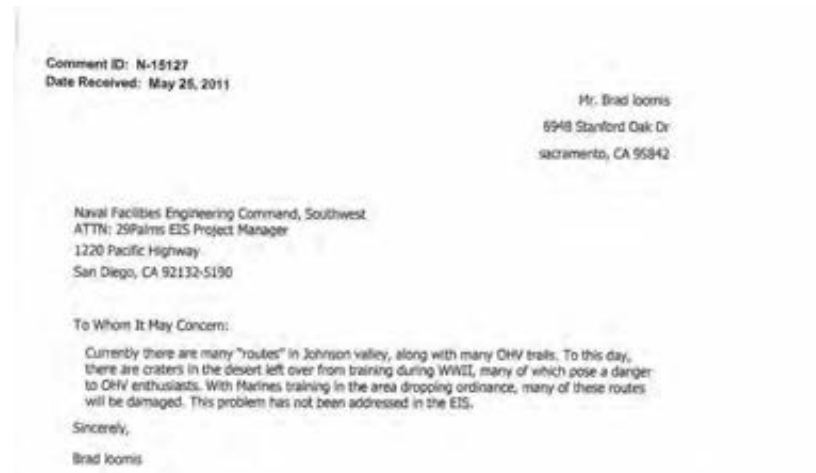 Comment ID: N-15127
Date Received: May 25, 2011
Mr. Brad loomis
6948 Stanford Oak Dr
sacramento, CA 95842
Naval Facilities Engineering Command, Southwest
ATTN: 29Palms EIS Project Manager
1220 Pacific Highway
San Diego, CA 92132-5190
To Whom It May Concern:
Currently there are many "routes" in Johnson valley, along with many OHV trails. To this day,
there are craters in the desert left over from training during WWII, many of which pose a danger
to OHV enthusiasts. With Marines training in the area dropping ordinance, many of these routes
will be damaged. This problem has not been addressed in the EIS.
Sincerely,
Brad loomis